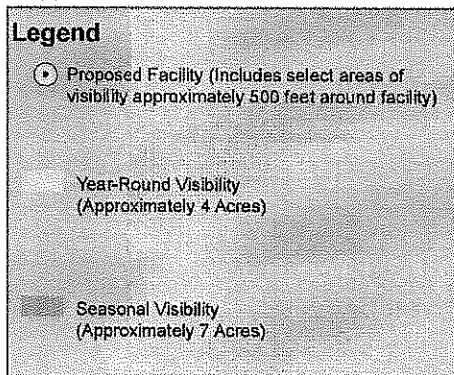 Legend
Proposed Facility (Includes select areas of
visibility approximately 500 feet around facility)
Year-Round Visibility
(Approximately 4 Acres)
Seasonal Visibility
(Approximately 7 Acres)